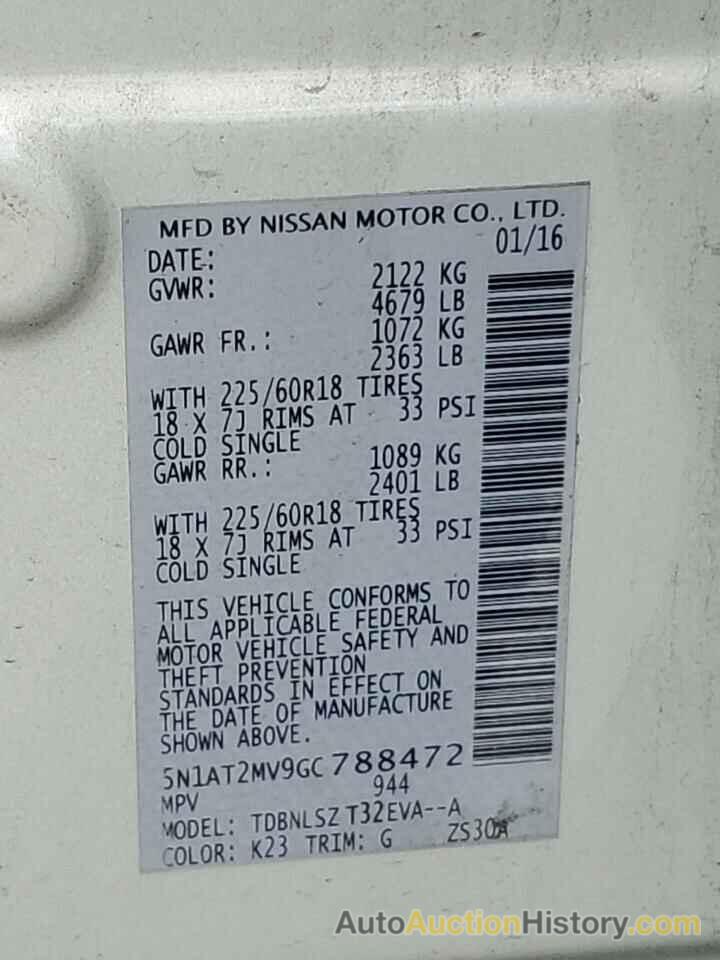 MFD BY NISSAN MOTOR CO., LTD.
DATE: 01/16
GVWR: 2122 KG
4679 LB
GAWR FR.: 1072 KG
2363 LB
WITH 225/60R18 TIRES
18 X 7J RIMS AT 33 PSI
COLD SINGLE
GAWR RR.: 1089 KG
2401 LB
WITH 225/60R18 TIRES
18 X 7J RIMS AT 33 PSI
COLD SINGLE
THIS VEHICLE CONFORMS TO
ALL APPLICABLE FEDERAL
MOTOR VEHICLE SAFETY AND
THEFT PREVENTION
STANDARDS IN EFFECT ON
THE DATE OF MANUFACTURE
SHOWN ABOVE.
5N1AT2MV9GC 788472
MPV 944
MODEL: TDBNLSZ T32EVA--A
COLOR: K23 TRIM: G ZS30A
AutoAuctionHistory.com